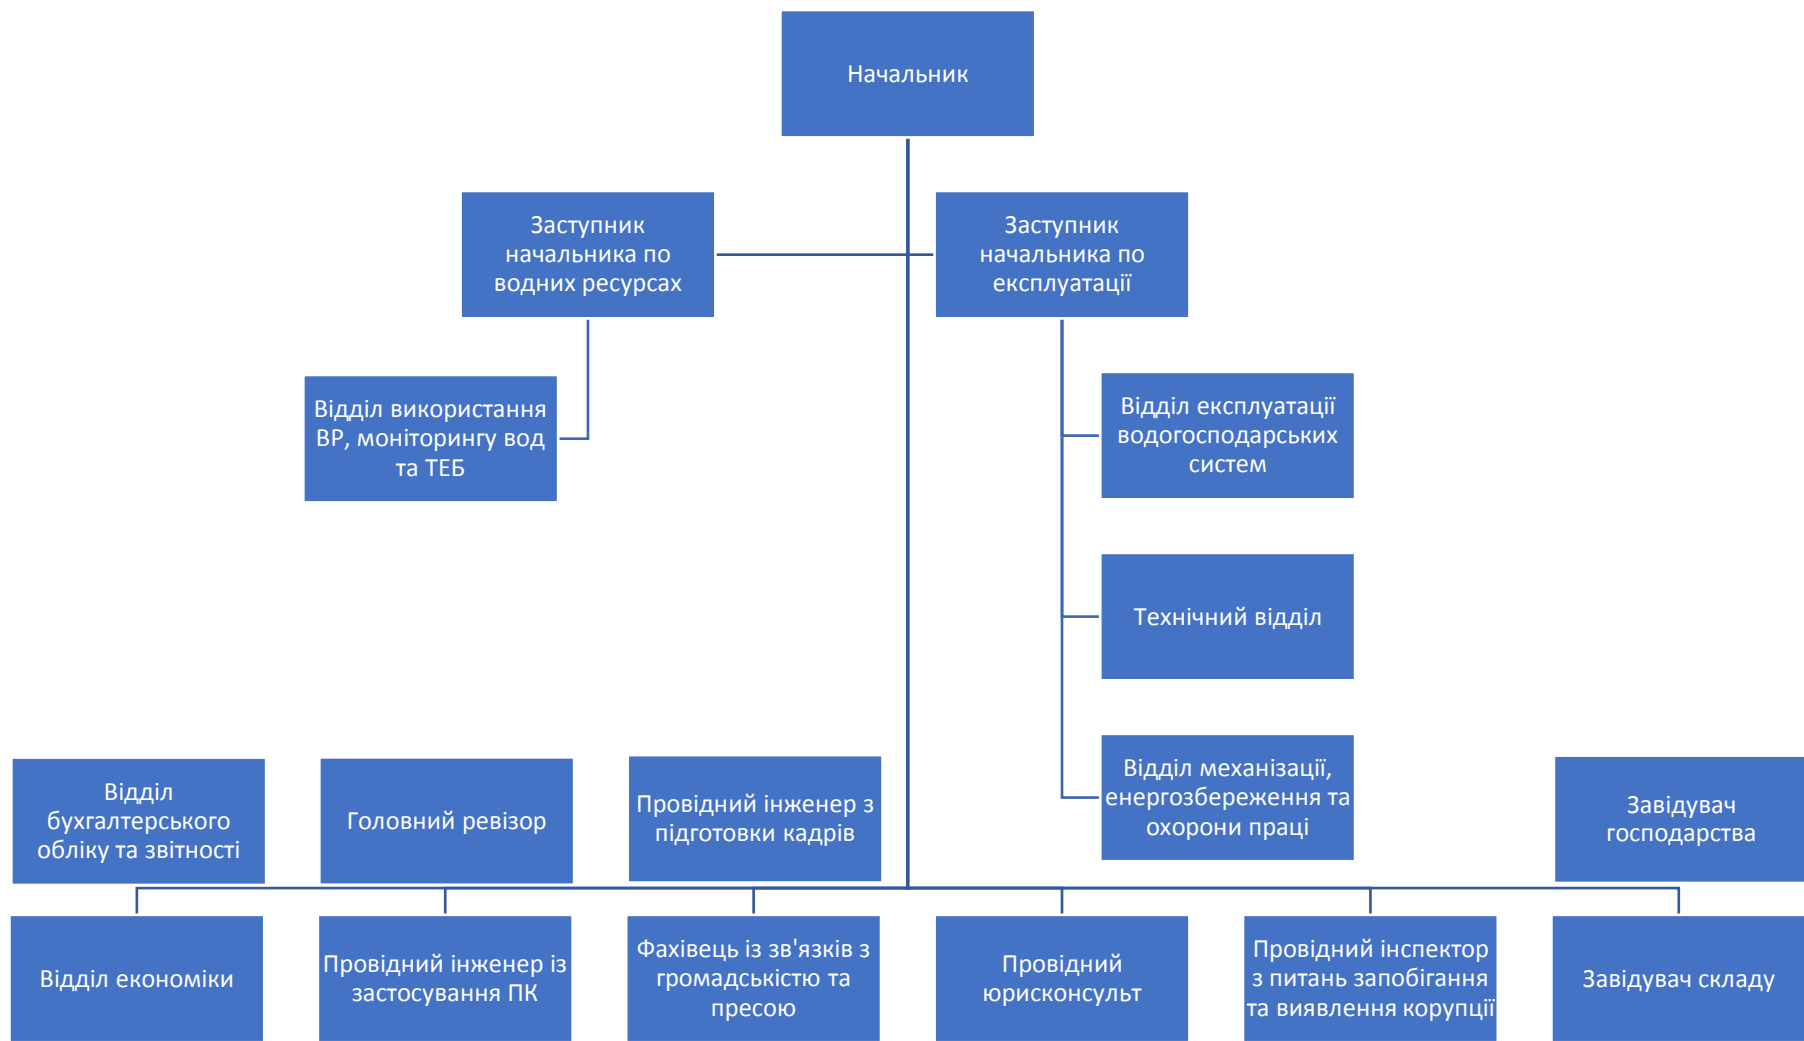 Начальник
Заступник
начальника по
водних ресурсах
Заступник
начальника по
експлуатації
Відділ використання
ВР, моніторингу вод
та ТЕБ
Відділ експлуатації
водогосподарських
систем
Технічний відділ
Відділ механізації,
енергозбереження та
охорони праці
Відділ
бухгалтерського
обліку та звітності
Головний ревізор
Провідний інженер з
підготовки кадрів
Завідувач
господарства
Відділ економіки
Провідний інженер із
застосування ПК
Фахівець із зв'язків з
громадськістю та
пресою
Провідний
юрисконсульт
Провідний інспектор
з питань запобігання
та виявлення корупції
Завідувач складу